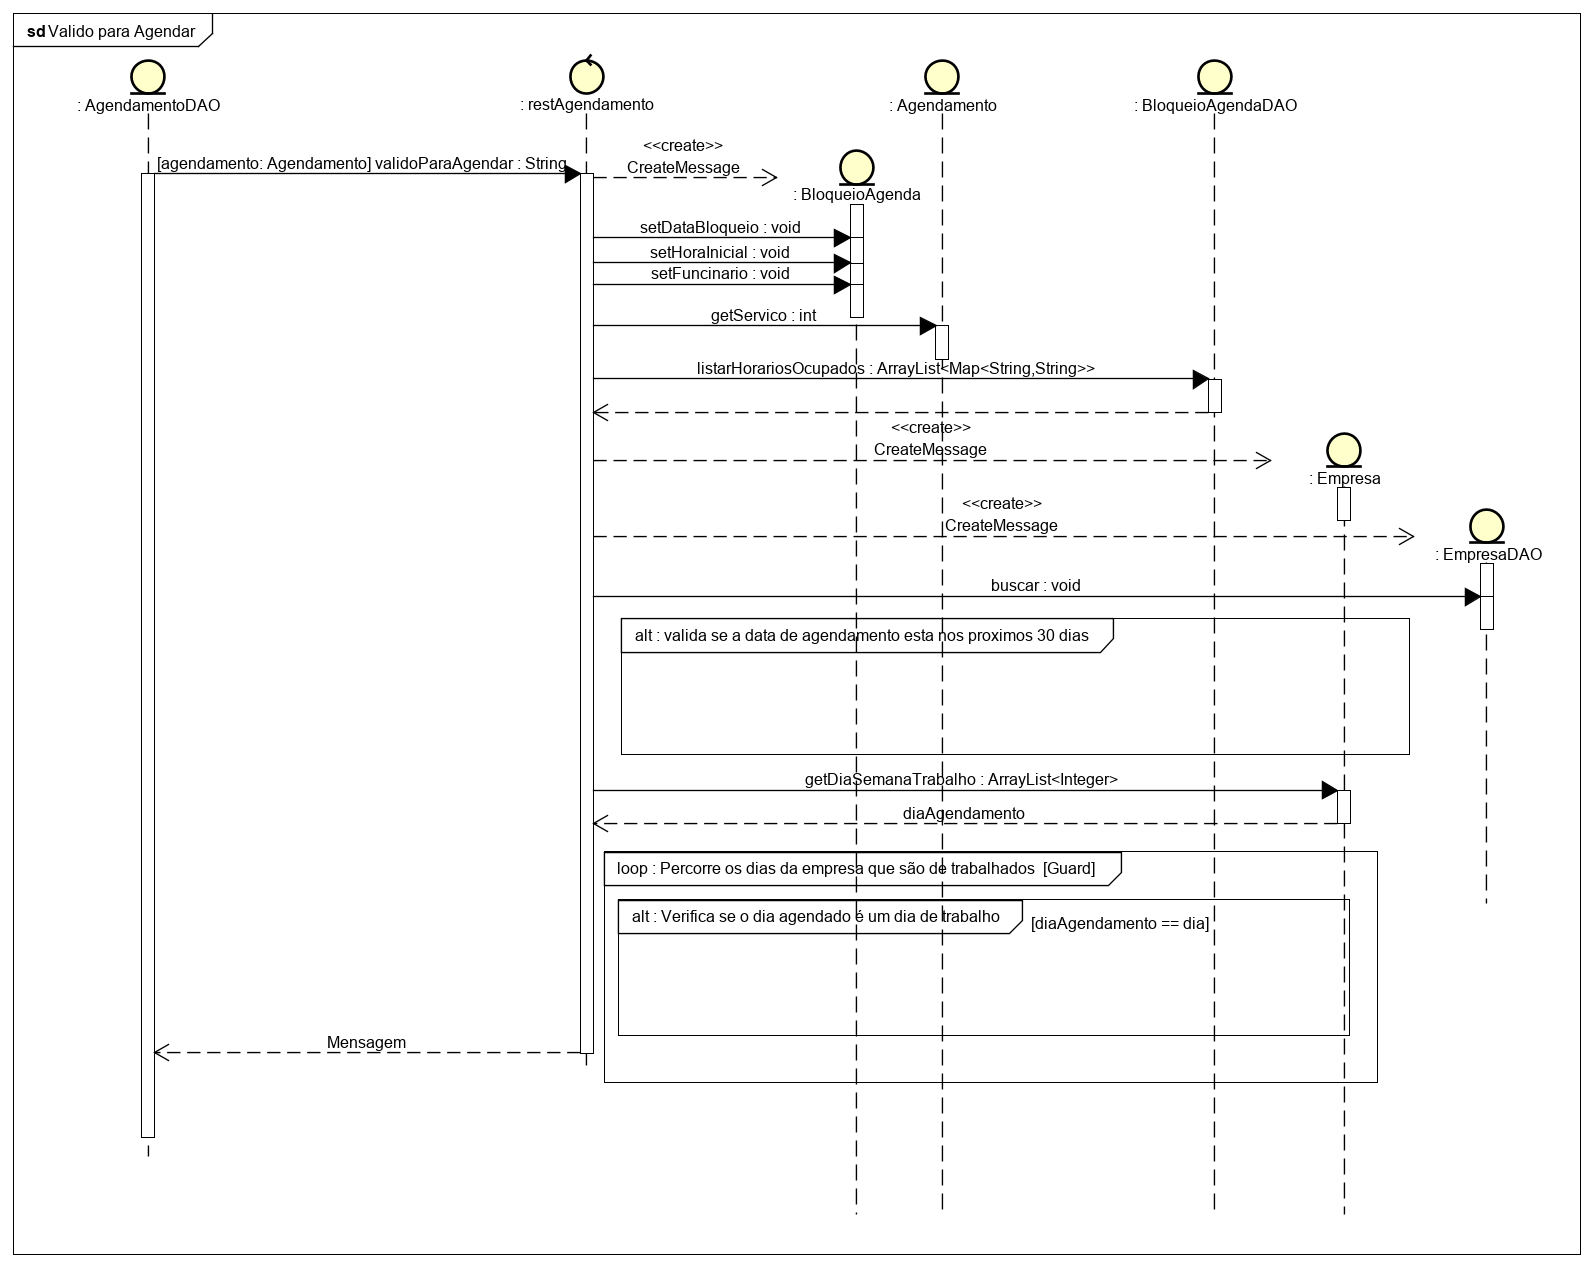 sd Valido para Agendar
: AgendamentoDAO
: restAgendamento
: Agendamento
: BloqueioAgendaDAO
[agendamento: Agendamento] validoParaAgendar : String
<<create>>
CreateMessage
: BloqueioAgenda
setDataBloqueio : void
setHoraInicial : void
setFuncinario : void
getServico : int
listarHorariosOcupados : ArrayList<Map<String,String>>
<<create>>
CreateMessage
: Empresa
<<create>>
CreateMessage
: EmpresaDAO
buscar : void
alt : valida se a data de agendamento esta nos proximos 30 dias
getDiaSemanaTrabalho : ArrayList<Integer>
diaAgendamento
loop : Percorre os dias da empresa que são de trabalhados [Guard]
alt : Verifica se o dia agendado é um dia de trabalho
[diaAgendamento == dia]
Mensagem